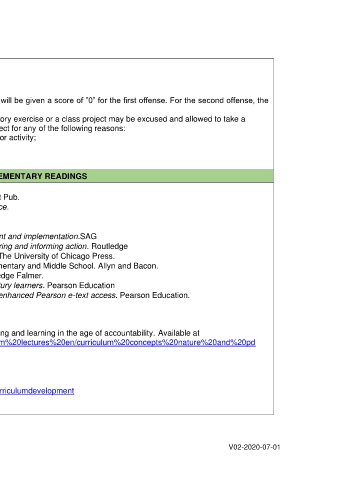 will be given a score of "0" for the first offense. For the second offense, the
ory exercise or a class project may be excused and allowed to take a
ect for any of the following reasons:
or activity;
EMENTARY READINGS
t Pub.
ce.
nt and implementation.SAG
ring and informing action. Routledge
The University of Chicago Press.
mentary and Middle School. Allyn and Bacon.
edge Falmer.
tury learners. Pearson Education
enhanced Pearson e-text access. Pearson Education.
ng and learning in the age of accountability. Available at
m%20lectures%20en/curriculum%20concepts%20nature%20and%20pd
rriculumdevelopment
V02-2020-07-01